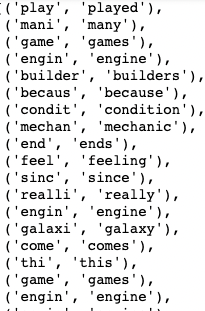 ('play', 'played'),
('mani', 'many'),
('game', 'games'),
('engin', 'engine'),
('builder', 'builders'),
('becaus', 'because'),
('condit', 'condition'),
('mechan', 'mechanic'),
('end', 'ends'),
('feel', 'feeling'),
('sinc', 'since'),
('realli', 'really'),
('engin', 'engine'),
('galaxi', 'galaxy'),
('come', 'comes'),
('thi', 'this'),
('game', 'games'),
('engin', 'engine'),